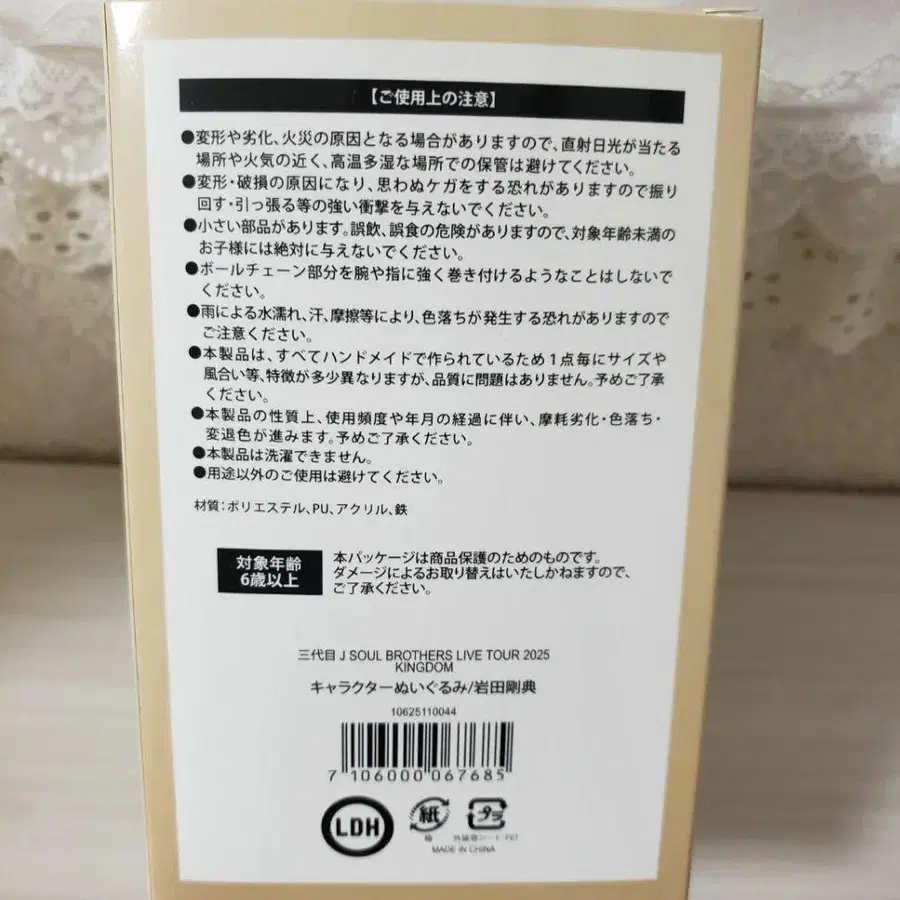 【ご使用上の注意】
●変形や劣化、火災の原因となる場合がありますので、直射日光が当たる
場所や火気の近く、高温多湿な場所での保管は避けてください。
●変形・破損の原因になり、思わぬケガをする恐れがありますので振り
回す・引っ張る等の強い衝撃を与えないでください。
●小さい部品があります。誤飲、誤食の危険がありますので、対象年齢未満の
お子様には絶対に与えないでください。
●ボールチェーン部分を腕や指に強く巻き付けるようなことはしないで
ください。
●雨による水濡れ、汗、摩擦等により、色落ちが発生する恐れがありますので
ご注意ください。
●本製品は、すべてハンドメイドで作られているため1点毎にサイズや
風合い等、特徴が多少異なりますが、品質に問題はありません。予めご了承
ください。
●本製品の性質上、使用頻度や年月の経過に伴い、摩耗劣化・色落ち・
変退色が進みます。予めご了承ください。
●本製品は洗濯できません。
●用途以外のご使用は避けてください。
材質：ポリエステル、PU、アクリル、鉄
対象年齢
6歳以上
本パッケージは商品保護のためのものです。
ダメージによるお取り替えはいたしかねますので、
ご了承ください。
三代目 J SOUL BROTHERS LIVE TOUR 2025
KINGDOM
キャラクターぬいぐるみ/岩田剛典
10625110044
7 106000 067685
LDH
紙
プラ
箱
外装窓シート:PET
MADE IN CHINA